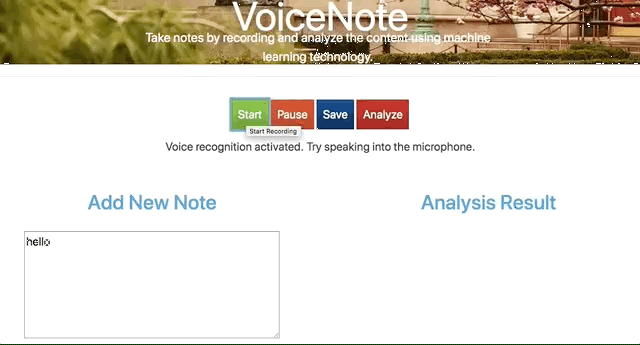 VoiceNote
Take notes by recording and analyze the content using machine
learning technology.
Start Pause Save Analyze
Start Recording
Voice recognition activated. Try speaking into the microphone.
Add New Note Analysis Result
hello